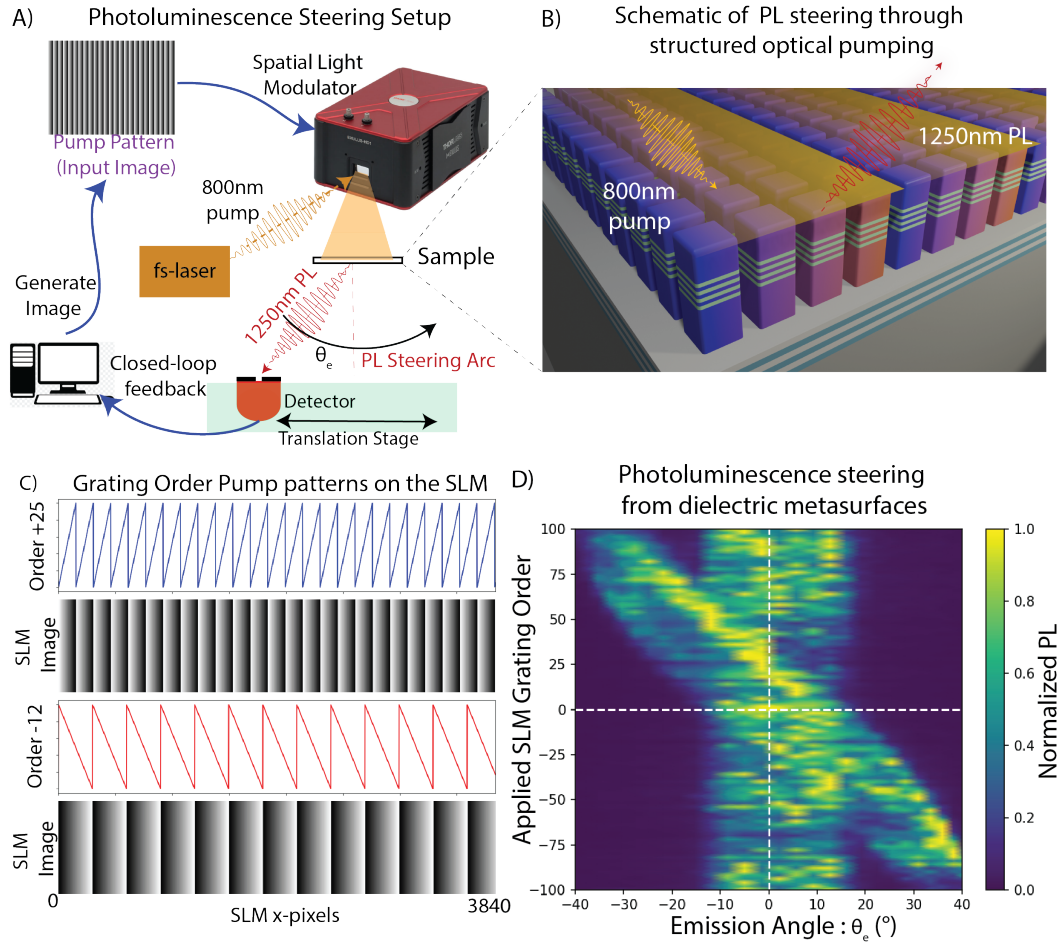 A)
Photoluminescence Steering Setup
Pump Pattern
(Input Image)
Spatial Light
Modulator
800nm
pump
fs-laser
Sample
Generate
Image
1250nm PL
θe
PL Steering Arc
Closed-loop
feedback
Detector
Translation Stage
B)
Schematic of PL steering through
structured optical pumping
1250nm PL
800nm
pump
C)
Grating Order Pump patterns on the SLM
Order +25
SLM
Image
Order -12
SLM
Image
0
3840
SLM x-pixels
D)
Photoluminescence steering
from dielectric metasurfaces
Applied SLM Grating Order
100
75
50
25
0
−25
−50
−75
−100
−40
−30
−20
−10
0
10
20
30
40
Emission Angle : θe (°)
1.0
0.8
0.6
0.4
0.2
0.0
Normalized PL